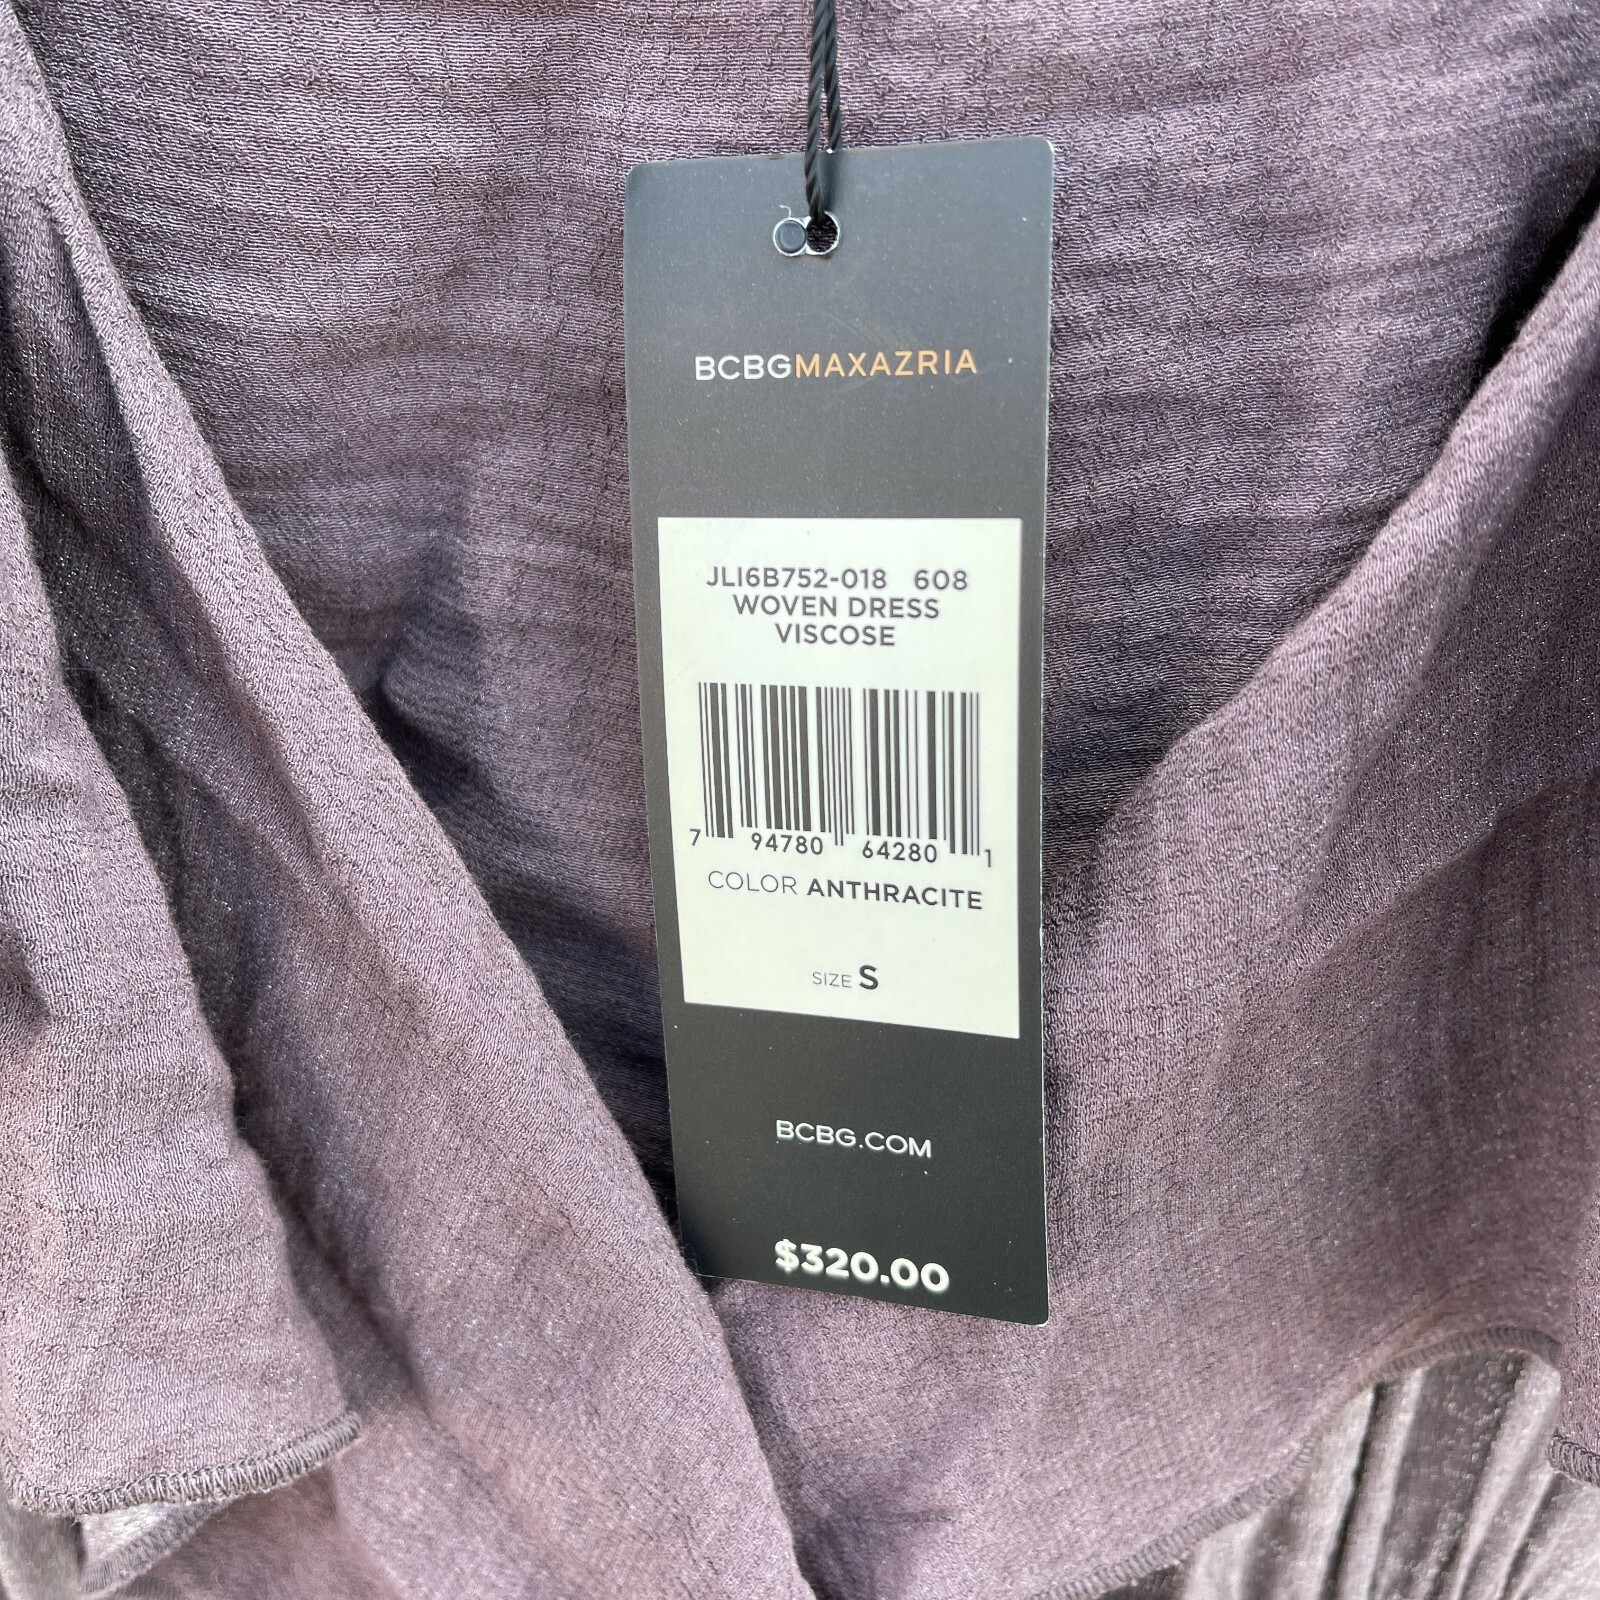 BCBGMAXAZRIA
JLI6B752-018 608
WOVEN DRESS
VISCOSE
7 94780 64280 1
COLOR ANTHRACITE
SIZE S
BCBG.COM
$320.00